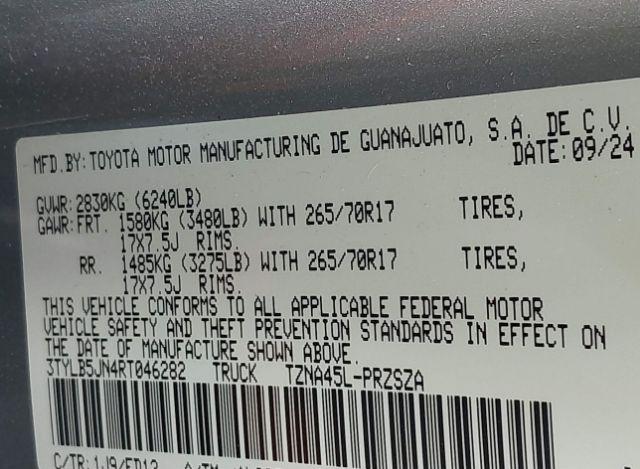 MFD.BY:TOYOTA MOTOR MANUFACTURING DE GUANAJUATO, S.A. DE C.V.
DATE:09/24
GVWR:2830KG (6240LB)
GAWR:FRT. 1580KG (3480LB) WITH 265/70R17 TIRES,
17X7.5J RIMS.
RR. 1485KG (3275LB) WITH 265/70R17 TIRES,
17X7.5J RIMS.
THIS VEHICLE CONFORMS TO ALL APPLICABLE FEDERAL MOTOR
VEHICLE SAFETY AND THEFT PREVENTION STANDARDS IN EFFECT ON
THE DATE OF MANUFACTURE SHOWN ABOVE.
3TYLB5JN4RT046282 TRUCK TZNA45L-PRZSZA
C/TR:1J9/